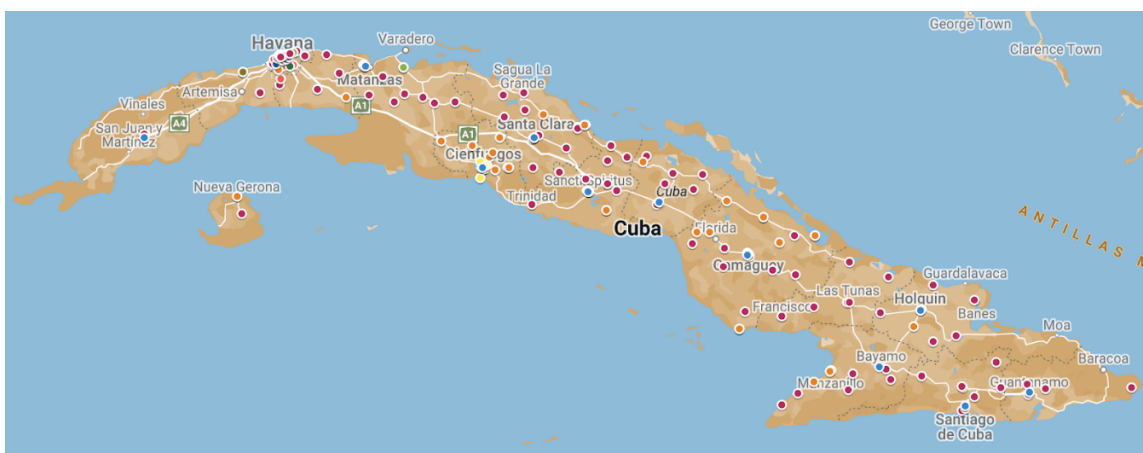 George Town
Clarence Town
Havana
Varadero
Matanzas
Sagua La
Grande
Artemisa
Vinales
A1
A4
San Juan y
Martínez
A1
Santa Clara
Cienfuegos
Nueva Gerona
Sancti Spiritus
Trinidad
Cuba
Cuba
Florida
ANTILLAS M
Camaguey
Guardalavaca
Las Tunas
Holguin
Francisco
Banes
Moa
Bayamo
Baracoa
Manzanillo
Guantanamo
Santiago
de Cuba